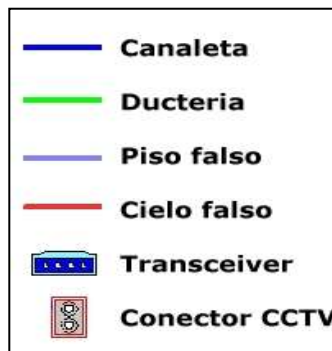 Canaleta
Ducteria
Piso falso
Cielo falso
Transceiver
Conector CCTV